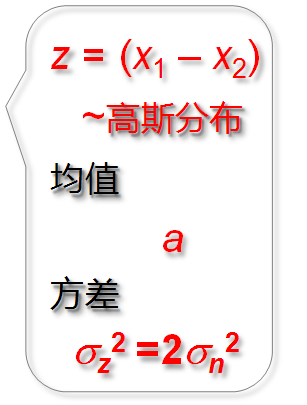 z = (x₁ – x₂)
~高斯分布
均值
a
方差
σz² =2σn²